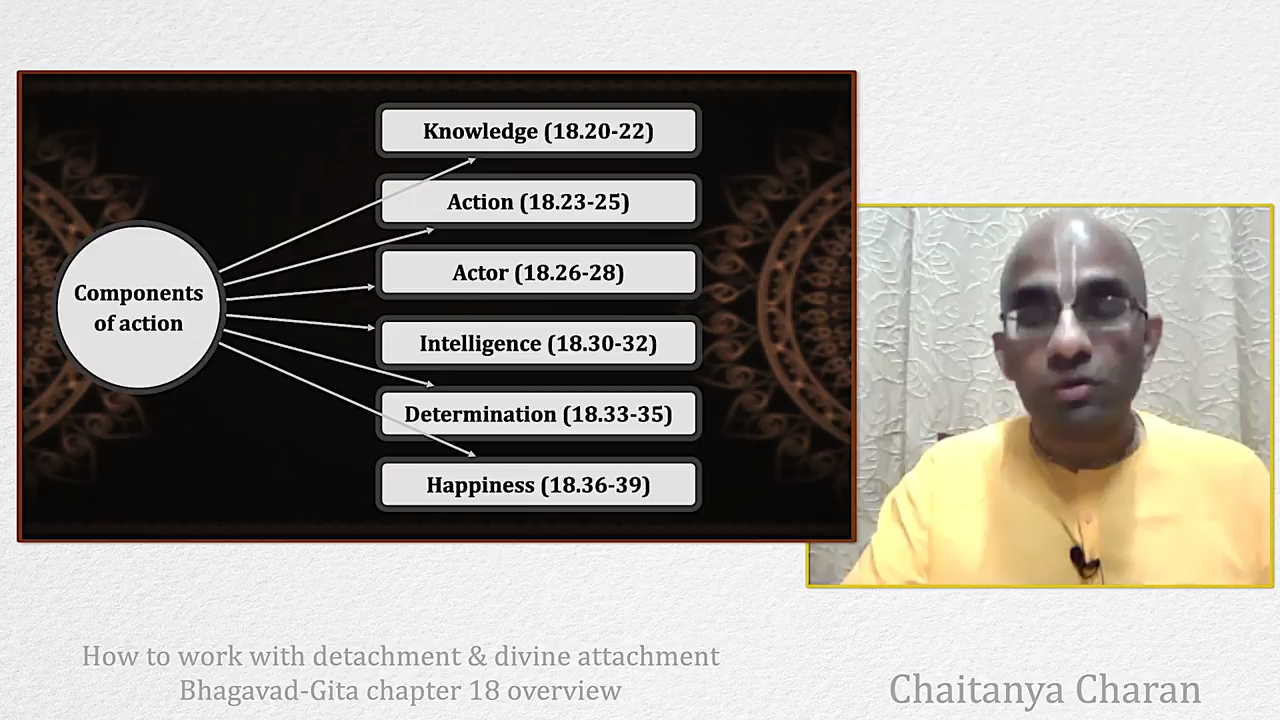 Components
of action
Knowledge (18.20-22)
Action (18.23-25)
Actor (18.26-28)
Intelligence (18.30-32)
Determination (18.33-35)
Happiness (18.36-39)
How to work with detachment & divine attachment
Bhagavad-Gita chapter 18 overview
Chaitanya Charan